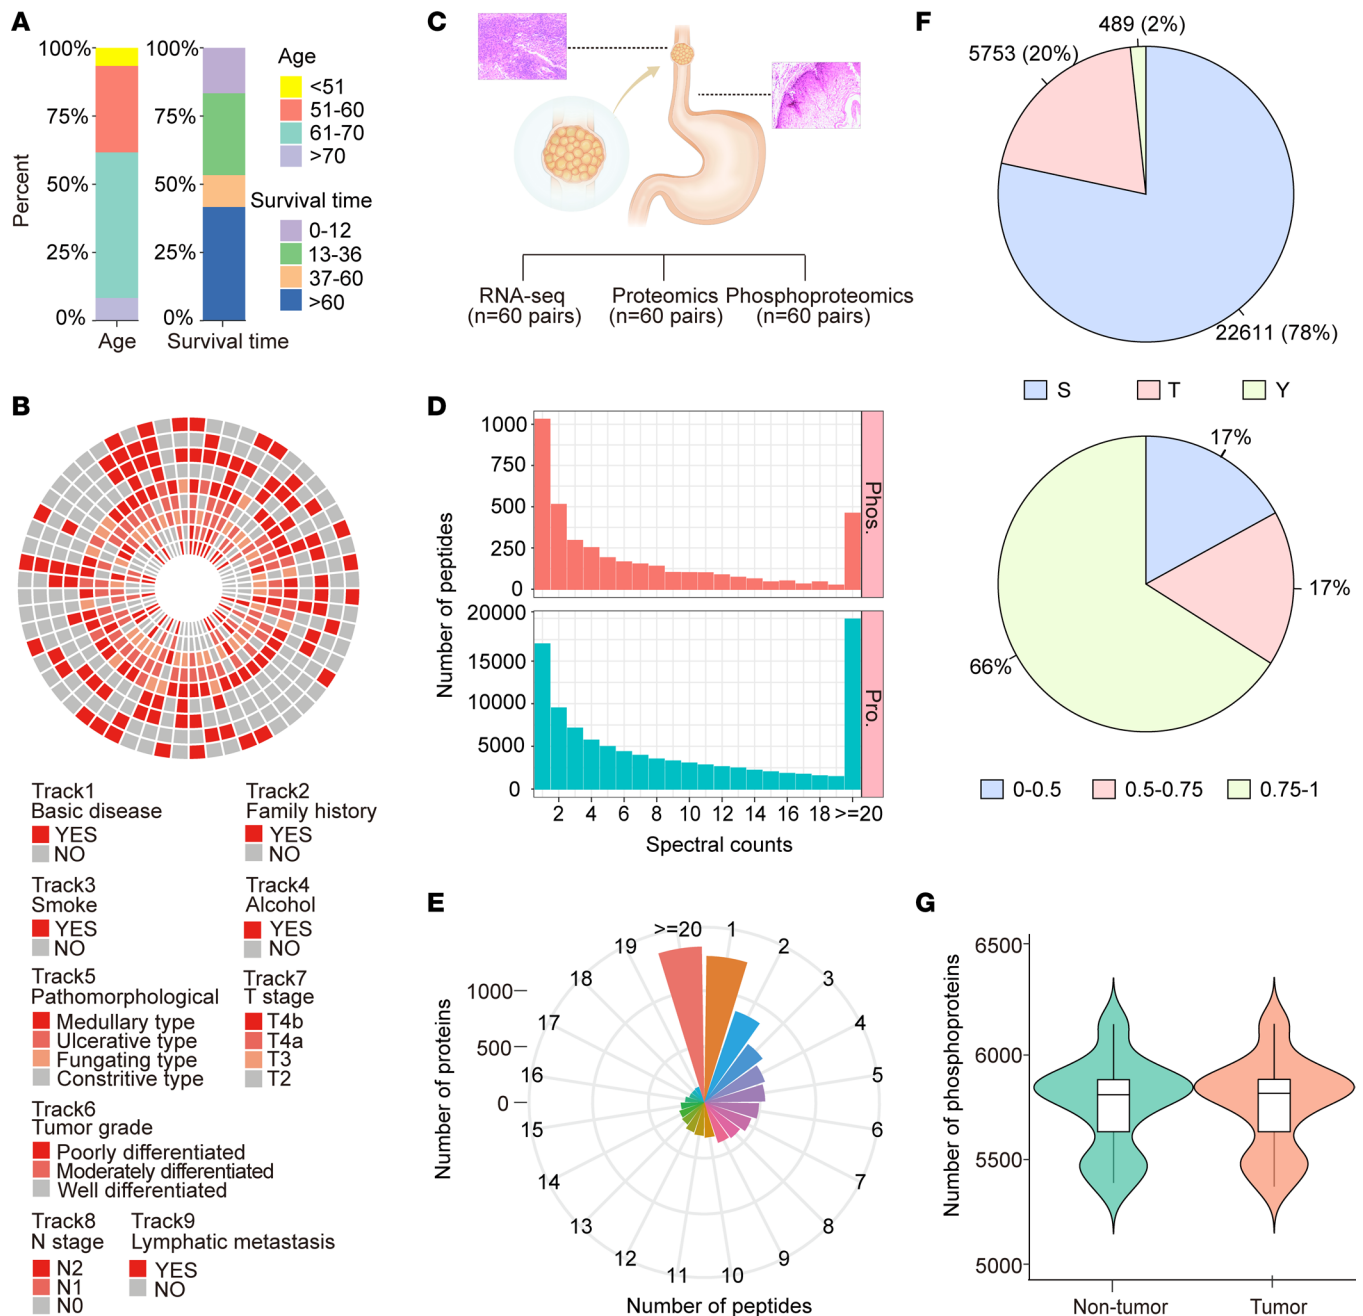 A
100%
75%
50%
25%
0%
Percent
Age
100%
75%
50%
25%
0%
Survival time
Age
<51
51-60
61-70
>70
Survival time
0-12
13-36
37-60
>60
B
Track1
Basic disease
YES
NO
Track2
Family history
YES
NO
Track3
Smoke
YES
NO
Track4
Alcohol
YES
NO
Track5
Pathomorphological
Medullary type
Ulcerative type
Fungating type
Constritive type
Track7
T stage
T4b
T4a
T3
T2
Track6
Tumor grade
Poorly differentiated
Moderately differentiated
Well differentiated
Track8
N stage
N2
N1
N0
Track9
Lymphatic metastasis
YES
NO
C
RNA-seq
(n=60 pairs)
Proteomics
(n=60 pairs)
Phosphoproteomics
(n=60 pairs)
D
Number of peptides
1000
750
500
250
0
Phos.
20000
15000
10000
5000
0
Pro.
2 4 6 8 10 12 14 16 18 >=20
Spectral counts
E
Number of proteins
1000
500
0
>=20
1
2
3
4
5
6
7
8
9
10
11
12
13
14
15
16
17
18
19
Number of peptides
F
489 (2%)
5753 (20%)
22611 (78%)
S T Y
17%
17%
66%
0-0.5 0.5-0.75 0.75-1
G
Number of phosphoproteins
6500
6000
5500
5000
Non-tumor
Tumor